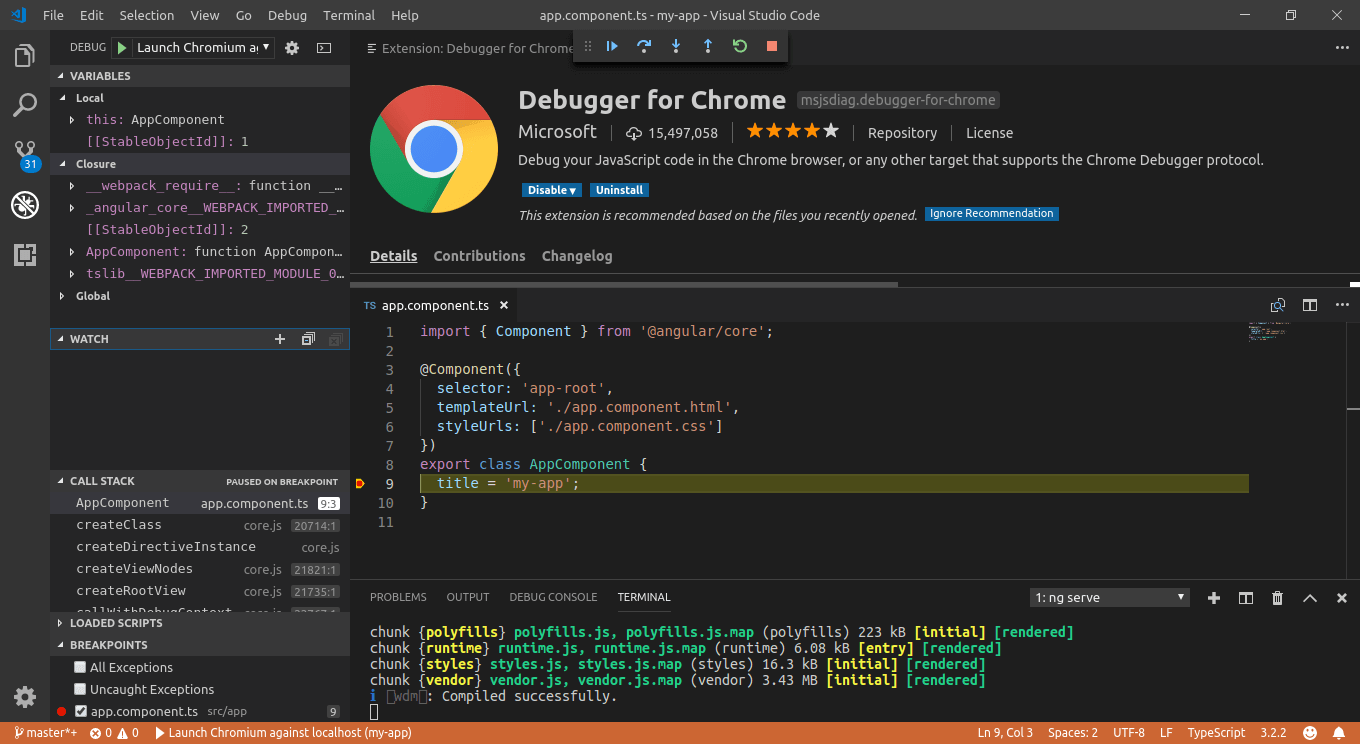 File Edit Selection View Go Debug Terminal Help
app.component.ts - my-app - Visual Studio Code
DEBUG Launch Chromium a
VARIABLES
Local
this: AppComponent
[[StableObjectId]]: 1
Closure
__webpack_require__: function __…
_angular_core__WEBPACK_IMPORTED_…
[[StableObjectId]]: 2
AppComponent: function AppCompon…
tslib__WEBPACK_IMPORTED_MODULE_0…
Global
WATCH
CALL STACK PAUSED ON BREAKPOINT
AppComponent app.component.ts 9:3
createClass core.js 20714:1
createDirectiveInstance core.js
createViewNodes core.js 21821:1
createRootView core.js 21735:1
callWithDebugContext core.js 22767:1
LOADED SCRIPTS
BREAKPOINTS
All Exceptions
Uncaught Exceptions
app.component.ts src/app 9
31
Extension: Debugger for Chrome
Debugger for Chrome msjsdiag.debugger-for-chrome
Microsoft 15,497,058 Repository License
Debug your JavaScript code in the Chrome browser, or any other target that supports the Chrome Debugger protocol.
Disable Uninstall
This extension is recommended based on the files you recently opened. Ignore Recommendation
Details Contributions Changelog
TS app.component.ts
1 import { Component } from '@angular/core';
2
3 @Component({
4 selector: 'app-root',
5 templateUrl: './app.component.html',
6 styleUrls: ['./app.component.css']
7 })
8 export class AppComponent {
9 title = 'my-app';
10 }
11
PROBLEMS OUTPUT DEBUG CONSOLE TERMINAL 1: ng serve
chunk {polyfills} polyfills.js, polyfills.js.map (polyfills) 223 kB [initial] [rendered]
chunk {runtime} runtime.js, runtime.js.map (runtime) 6.08 kB [entry] [rendered]
chunk {styles} styles.js, styles.js.map (styles) 16.3 kB [initial] [rendered]
chunk {vendor} vendor.js, vendor.js.map (vendor) 3.43 MB [initial] [rendered]
ℹ 「wdm」: Compiled successfully.
master*+ 0 0 Launch Chromium against localhost (my-app) Ln 9, Col 3 Spaces: 2 UTF-8 LF TypeScript 3.2.2